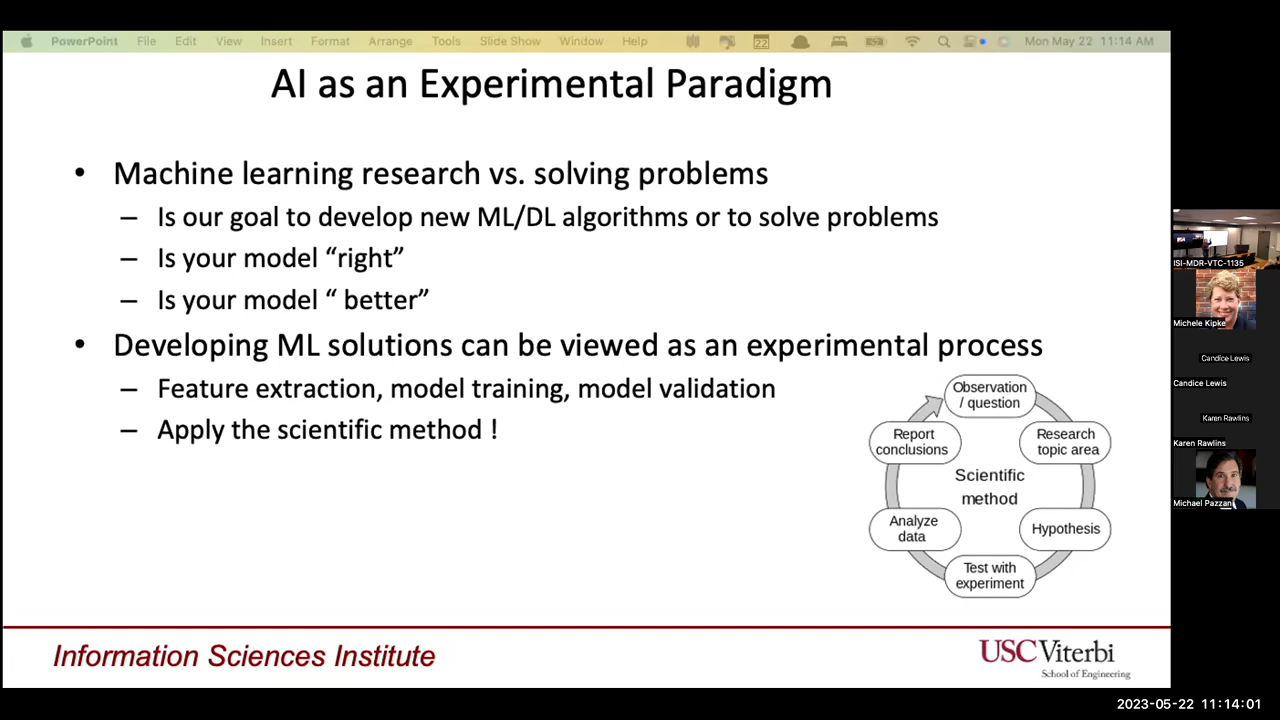 PowerPoint File Edit View Insert Format Arrange Tools Slide Show Window Help 22 Mon May 22 11:14 AM
AI as an Experimental Paradigm
• Machine learning research vs. solving problems
– Is our goal to develop new ML/DL algorithms or to solve problems
– Is your model “right”
– Is your model “ better”
• Developing ML solutions can be viewed as an experimental process
– Feature extraction, model training, model validation
– Apply the scientific method !
Observation
/ question
Research
topic area
Hypothesis
Test with
experiment
Analyze
data
Report
conclusions
Scientific
method
Information Sciences Institute
USC Viterbi
School of Engineering
ISI-MDR-VTC-1135
Michele Kipke
Candice Lewis
Candice Lewis
Karen Rawlins
Karen Rawlins
Michael Pazzani
2023-05-22 11:14:01